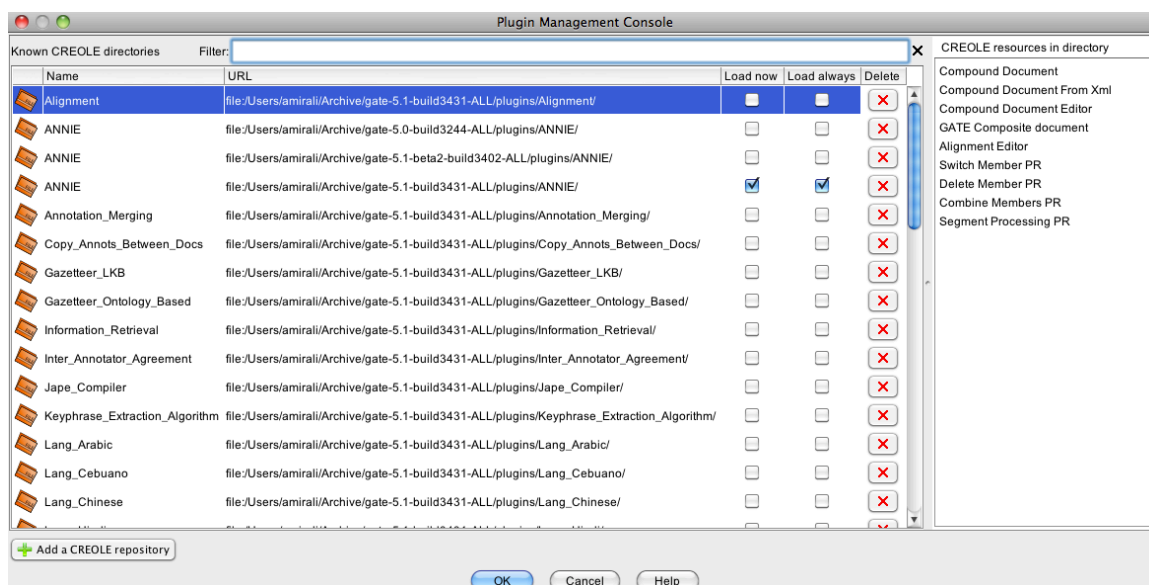 Plugin Management Console
Known CREOLE directories Filter: CREOLE resources in directory
Name URL Load now Load always Delete
Alignment file:/Users/amirali/Archive/gate-5.1-build3431-ALL/plugins/Alignment/
ANNIE file:/Users/amirali/Archive/gate-5.0-build3244-ALL/plugins/ANNIE/
ANNIE file:/Users/amirali/Archive/gate-5.1-beta2-build3402-ALL/plugins/ANNIE/
ANNIE file:/Users/amirali/Archive/gate-5.1-build3431-ALL/plugins/ANNIE/
Annotation_Merging file:/Users/amirali/Archive/gate-5.1-build3431-ALL/plugins/Annotation_Merging/
Copy_Annots_Between_Docs file:/Users/amirali/Archive/gate-5.1-build3431-ALL/plugins/Copy_Annots_Between_Docs/
Gazetteer_LKB file:/Users/amirali/Archive/gate-5.1-build3431-ALL/plugins/Gazetteer_LKB/
Gazetteer_Ontology_Based file:/Users/amirali/Archive/gate-5.1-build3431-ALL/plugins/Gazetteer_Ontology_Based/
Information_Retrieval file:/Users/amirali/Archive/gate-5.1-build3431-ALL/plugins/Information_Retrieval/
Inter_Annotator_Agreement file:/Users/amirali/Archive/gate-5.1-build3431-ALL/plugins/Inter_Annotator_Agreement/
Jape_Compiler file:/Users/amirali/Archive/gate-5.1-build3431-ALL/plugins/Jape_Compiler/
Keyphrase_Extraction_Algorithm file:/Users/amirali/Archive/gate-5.1-build3431-ALL/plugins/Keyphrase_Extraction_Algorithm/
Lang_Arabic file:/Users/amirali/Archive/gate-5.1-build3431-ALL/plugins/Lang_Arabic/
Lang_Cebuano file:/Users/amirali/Archive/gate-5.1-build3431-ALL/plugins/Lang_Cebuano/
Lang_Chinese file:/Users/amirali/Archive/gate-5.1-build3431-ALL/plugins/Lang_Chinese/
Compound Document
Compound Document From Xml
Compound Document Editor
GATE Composite document
Alignment Editor
Switch Member PR
Delete Member PR
Combine Members PR
Segment Processing PR
Add a CREOLE repository
OK Cancel Help